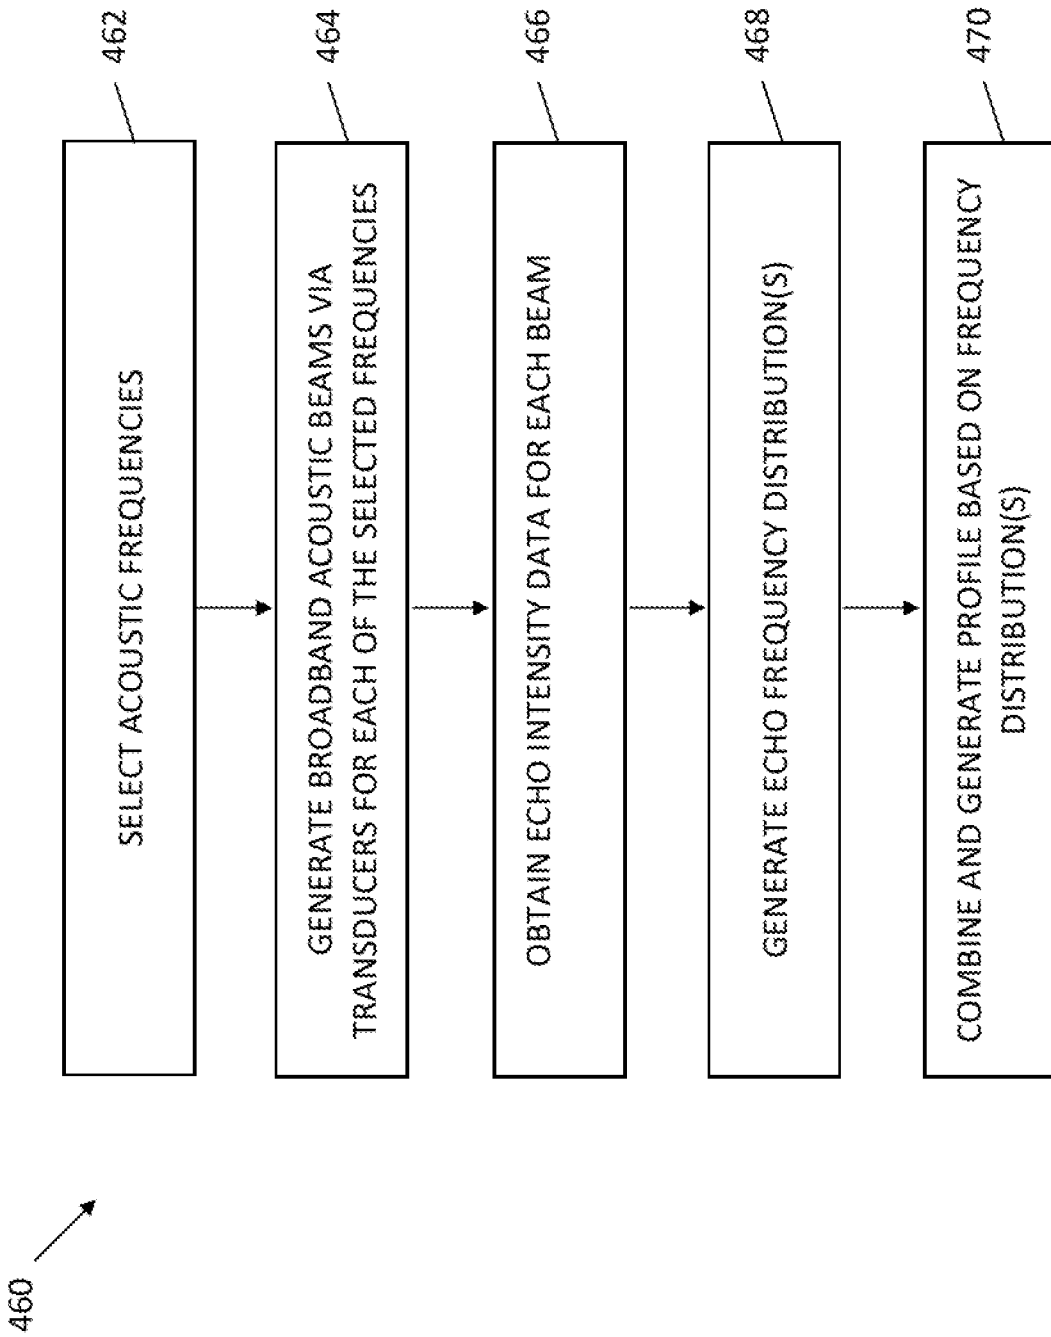 460
SELECT ACOUSTIC FREQUENCIES
462
GENERATE BROADBAND ACOUSTIC BEAMS VIA
TRANSDUCERS FOR EACH OF THE SELECTED FREQUENCIES
464
OBTAIN ECHO INTENSITY DATA FOR EACH BEAM
466
GENERATE ECHO FREQUENCY DISTRIBUTION(S)
468
COMBINE AND GENERATE PROFILE BASED ON FREQUENCY
DISTRIBUTION(S)
470